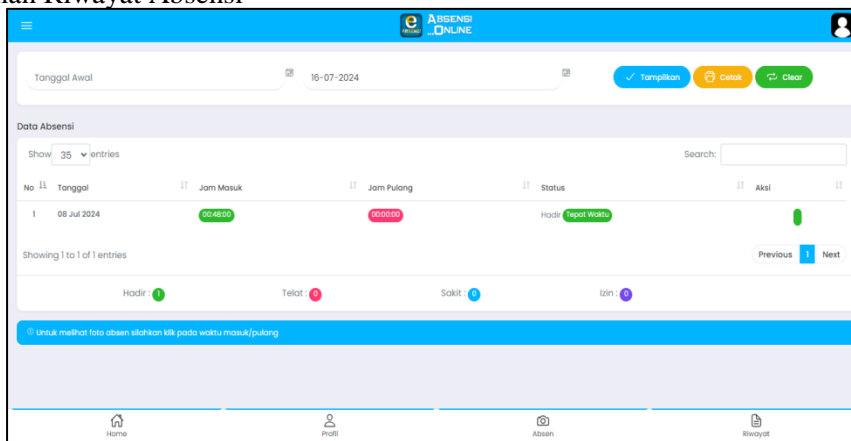 Riwayat Absensi
ABSENSI
...ONLINE
Tanggal Awal
16-07-2024
Tampilkan
Cetak
Clear
Data Absensi
Show 35 entries
Search:
No Tanggal Jam Masuk Jam Pulang Status Aksi
1 08 Jul 2024 00:48:00 00:00:00 Hadir Tepat Waktu
Showing 1 to 1 of 1 entries
Previous 1 Next
Hadir : 1 Telat : 0 Sakit : 0 Izin : 0
Untuk melihat foto absen silahkan klik pada waktu masuk/pulang
Home Profil Absen Riwayat